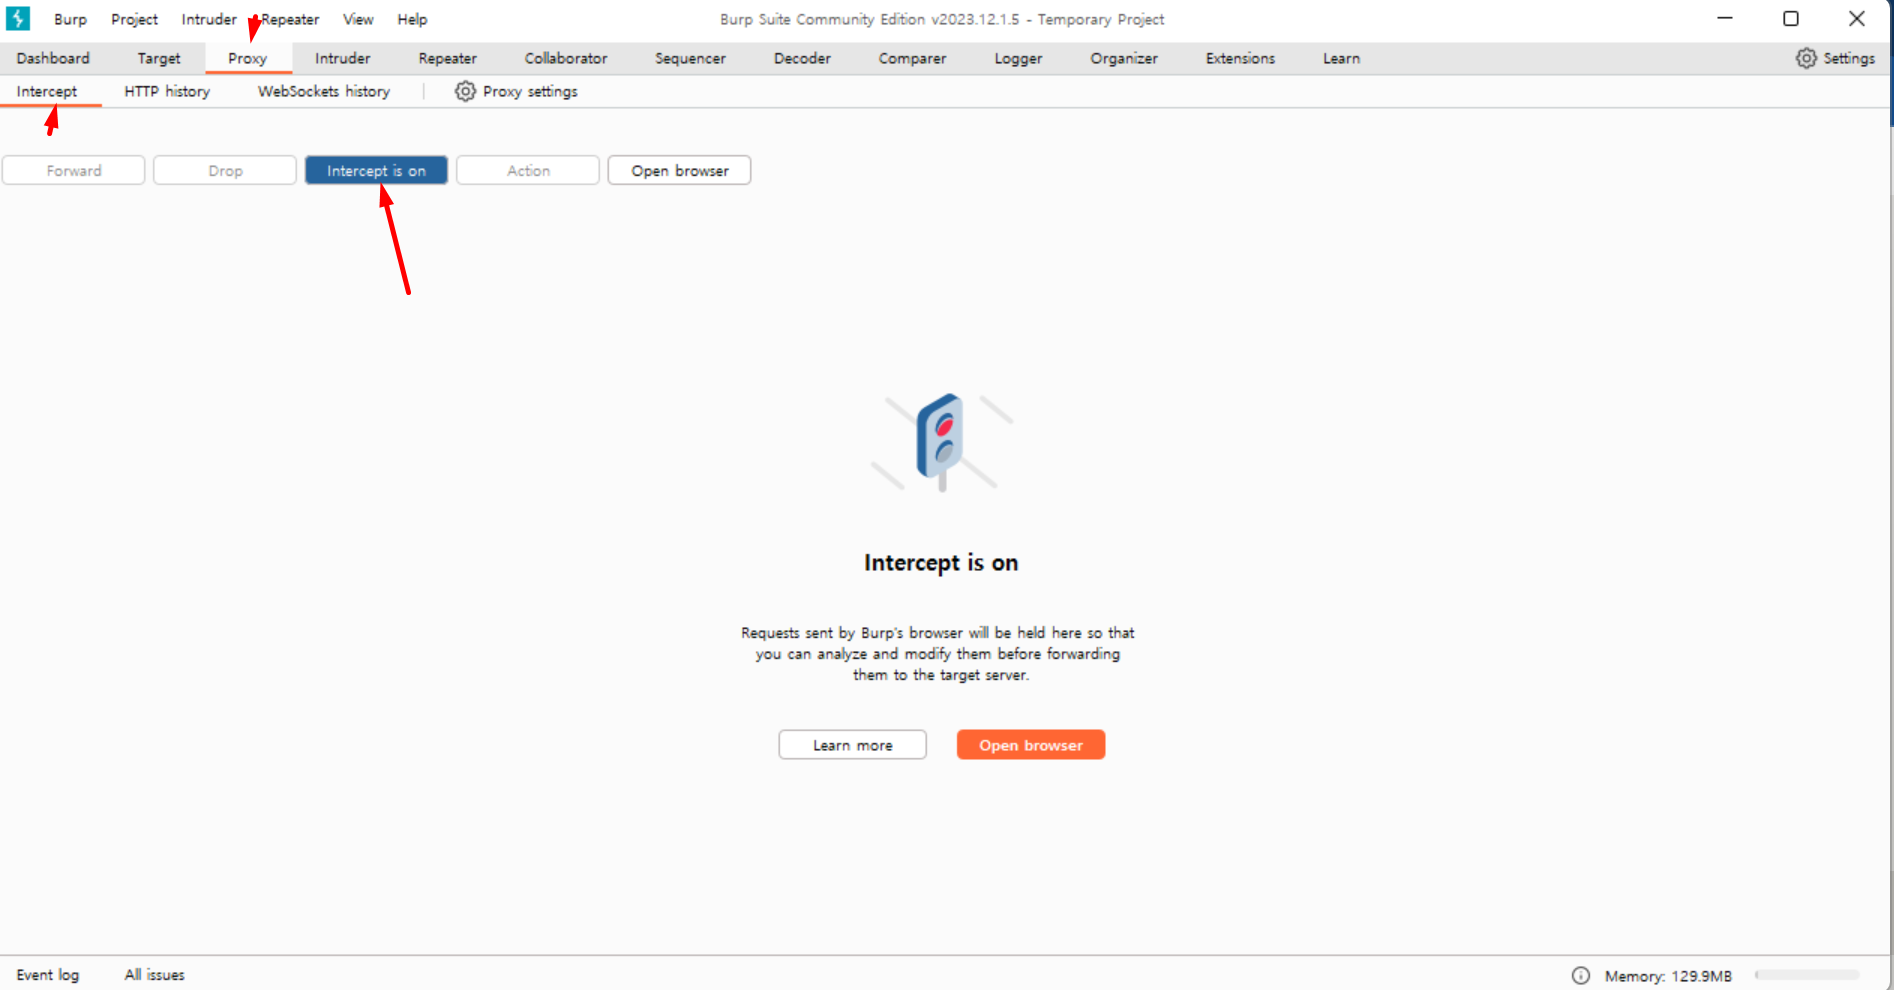 Burp Project Intruder Repeater View Help Burp Suite Community Edition v2023.12.1.5 - Temporary Project
Dashboard Target Proxy Intruder Repeater Collaborator Sequencer Decoder Comparer Logger Organizer Extensions Learn Settings
Intercept HTTP history WebSockets history Proxy settings
Forward Drop Intercept is on Action Open browser
Intercept is on
Requests sent by Burp's browser will be held here so that
you can analyze and modify them before forwarding
them to the target server.
Learn more Open browser
Event log All issues Memory: 129.9MB